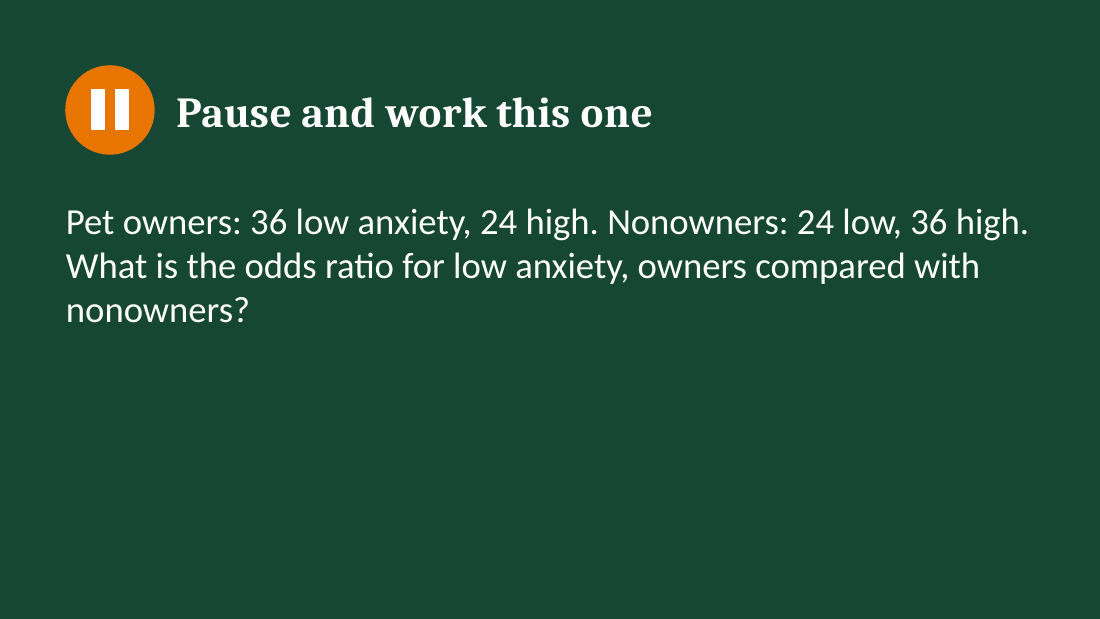 Pause and work this one
Pet owners: 36 low anxiety, 24 high. Nonowners: 24 low, 36 high.
What is the odds ratio for low anxiety, owners compared with
nonowners?